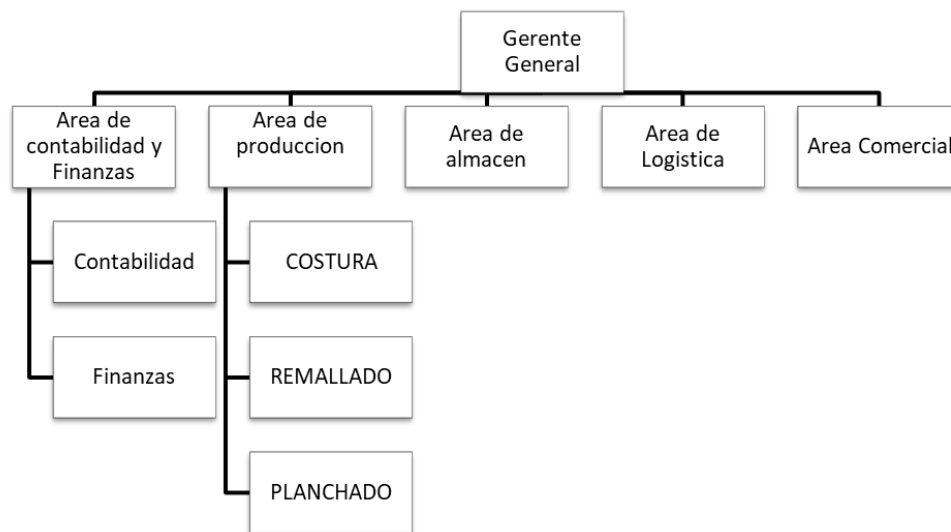 Gerente
General
Area de
contabilidad y
Finanzas
Area de
produccion
Area de
almacen
Area de
Logistica
Area Comercial
Contabilidad
Finanzas
COSTURA
REMALLADO
PLANCHADO